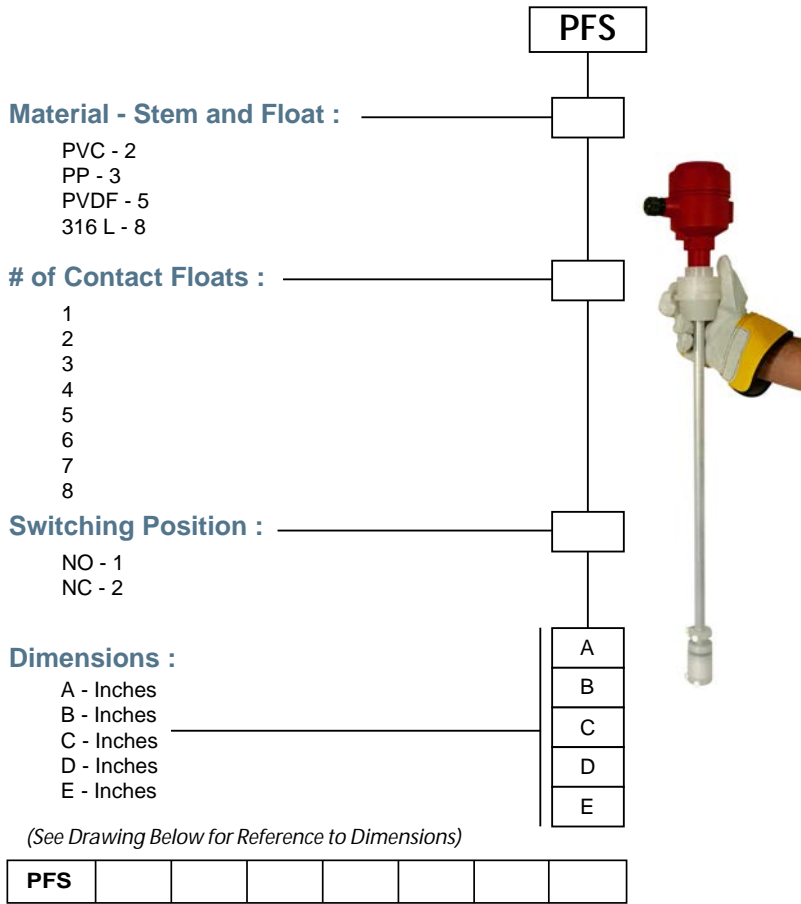 PFS
Material - Stem and Float :
PVC - 2
PP - 3
PVDF - 5
316 L - 8
# of Contact Floats :
1
2
3
4
5
6
7
8
Switching Position :
NO - 1
NC - 2
Dimensions :
A - Inches
B - Inches
C - Inches
D - Inches
E - Inches
A
B
C
D
E
(See Drawing Below for Reference to Dimensions)
PFS